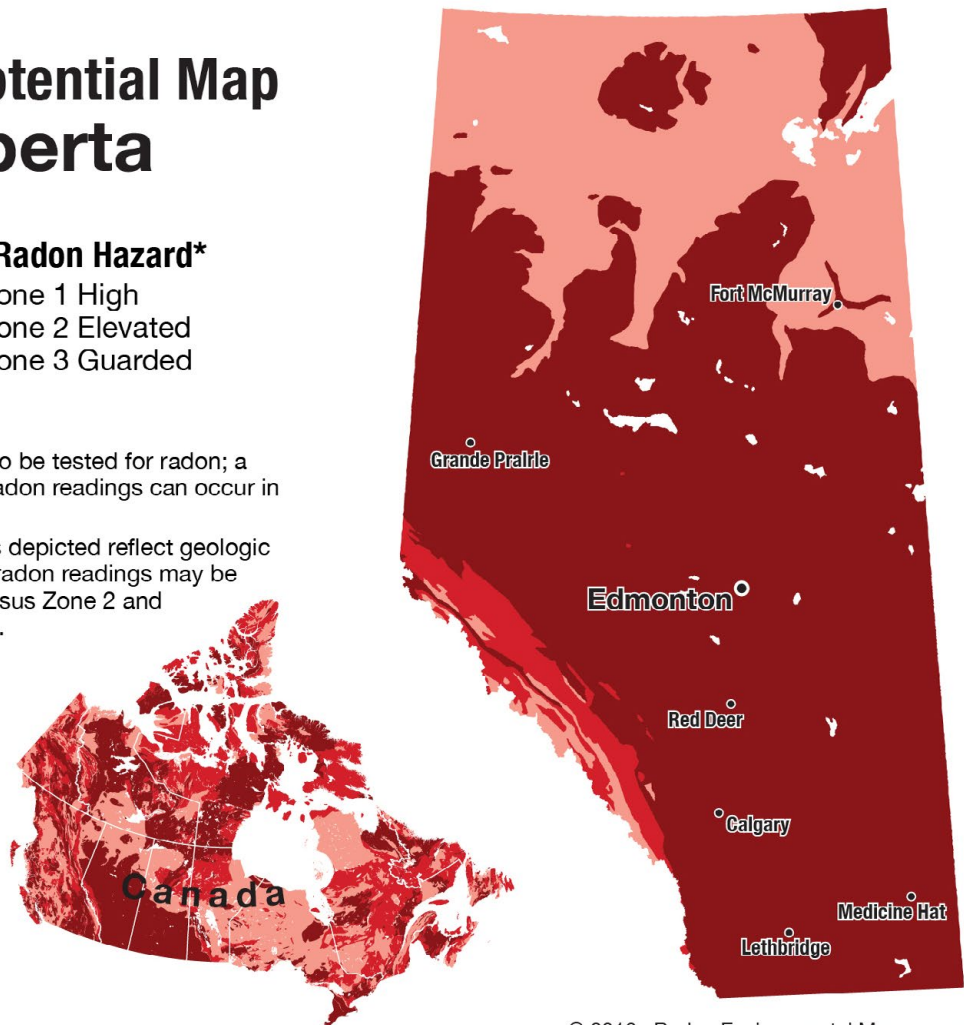 otential Map
berta
Radon Hazard*
one 1 High
one 2 Elevated
one 3 Guarded
o be tested for radon; a
adon readings can occur in
s depicted reflect geologic
radon readings may be
sus Zone 2 and
.
Fort McMurray
Grande Prairie
Edmonton
Red Deer
Canada
Calgary
Medicine Hat
Lethbridge